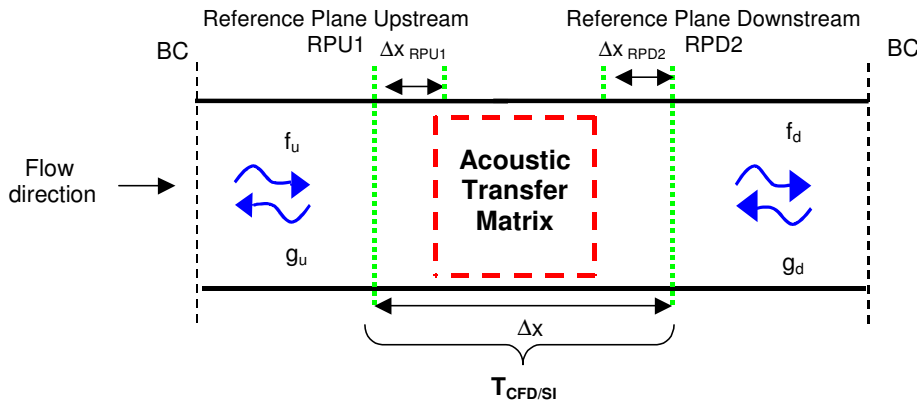 Reference Plane Upstream
RPU1
Reference Plane Downstream
RPD2
BC
Δx RPU1
Δx RPD2
BC
Flow
direction
f_u
g_u
Acoustic
Transfer
Matrix
f_d
g_d
Δx
T_CFD/SI